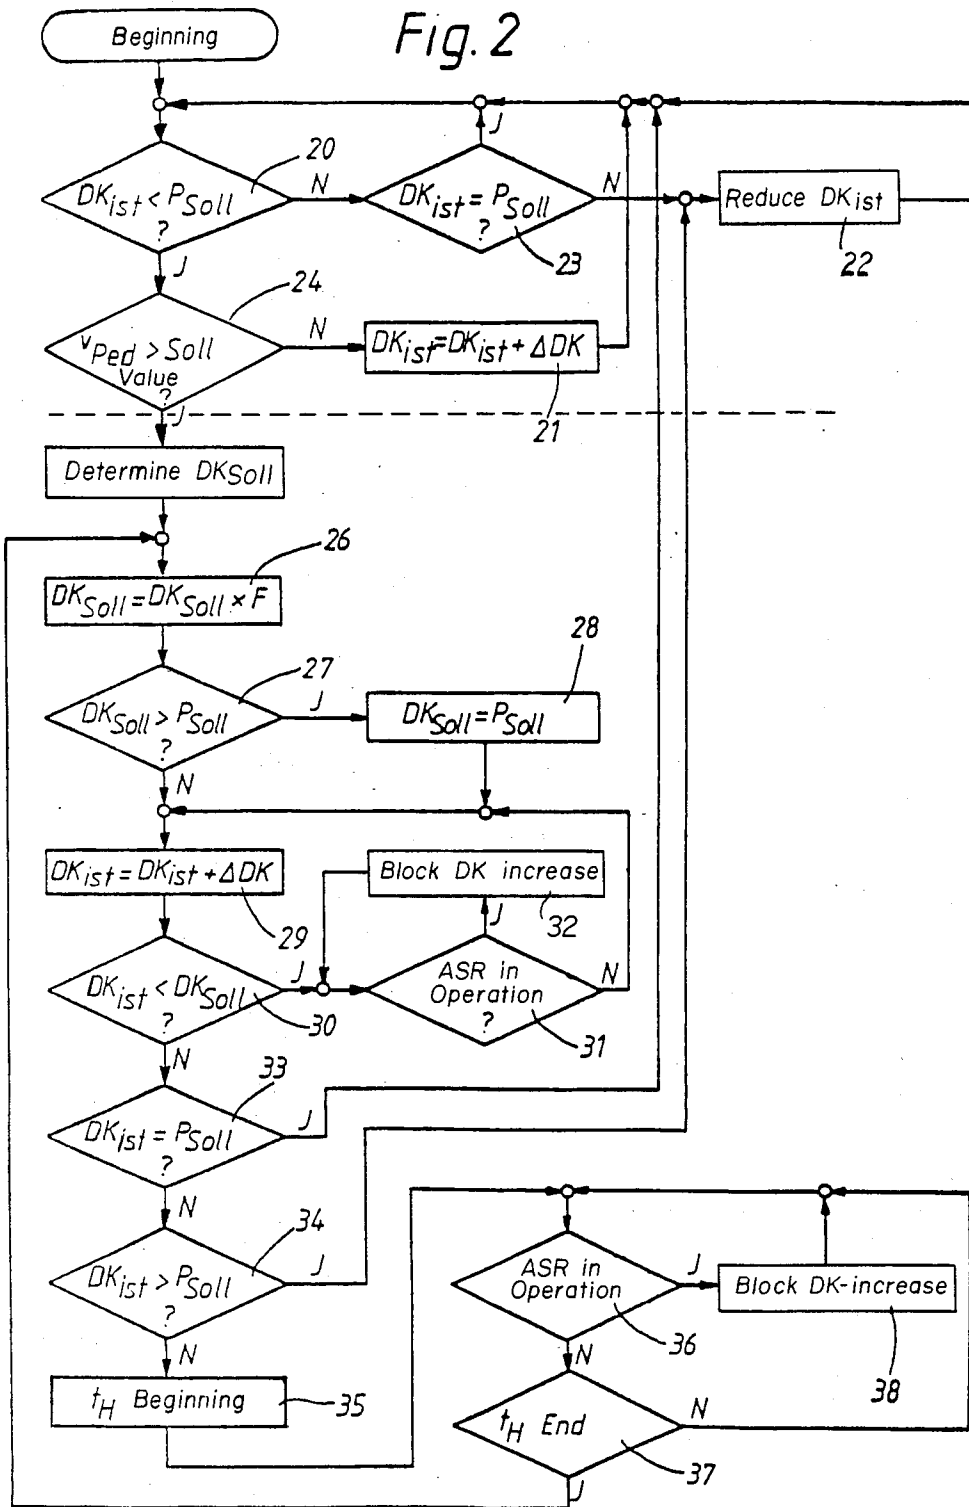 Beginning
Fig. 2
20
DKist < PSoll
?
N
J
DKist = PSoll
?
23
J
N
Reduce DKist
22
24
vPed > Soll
Value
?
N
J
DKist = DKist + ΔDK
21
Determine DKSoll
26
DKSoll = DKSoll × F
27
DKSoll > PSoll
?
J
N
28
DKSoll = PSoll
DKist = DKist + ΔDK
29
Block DK increase
32
J
DKist < DKSoll
?
30
J
N
ASR in
Operation
?
31
N
33
DKist = PSoll
?
J
N
34
DKist > PSoll
?
J
N
tH Beginning
35
ASR in
Operation
36
J
N
Block DK-increase
38
tH End
37
N
J